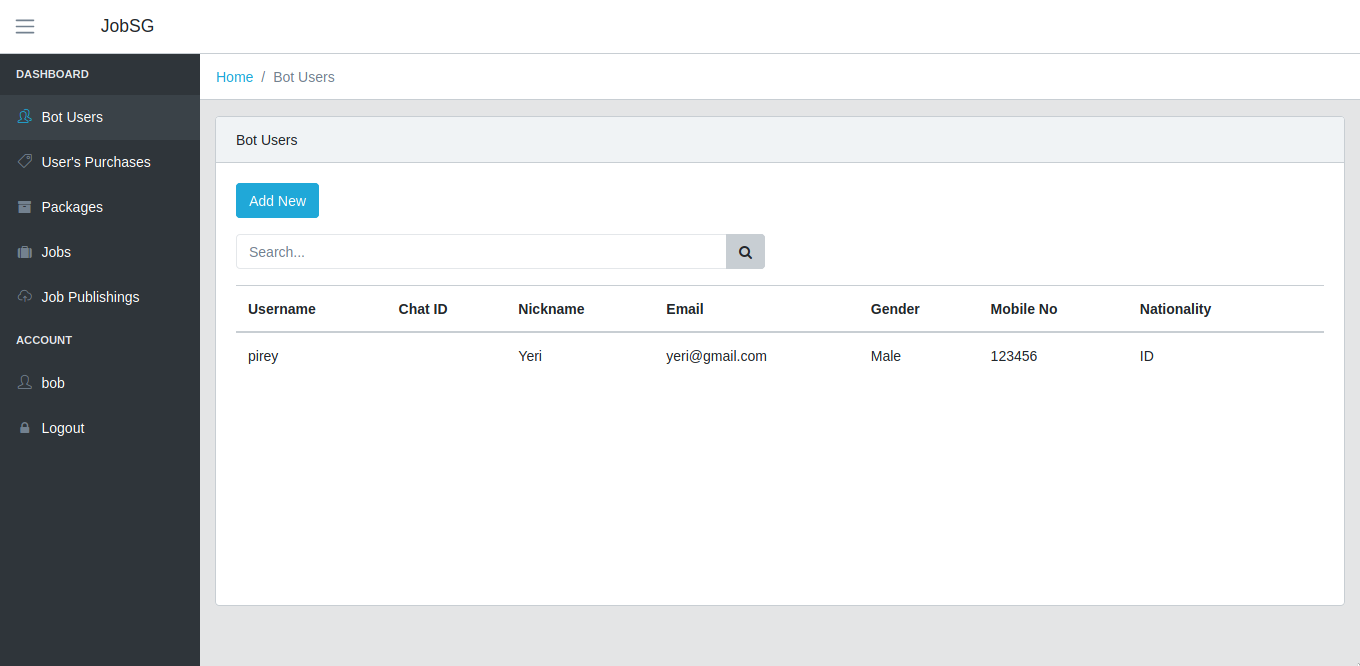 JobSG
DASHBOARD
Bot Users
User's Purchases
Packages
Jobs
Job Publishings
ACCOUNT
bob
Logout
Home / Bot Users
Bot Users
Add New
Search...
Username Chat ID Nickname Email Gender Mobile No Nationality
pirey Yeri yeri@gmail.com Male 123456 ID